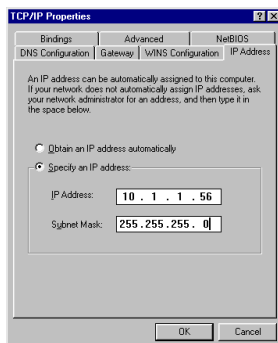 TCP/IP Properties
Bindings Advanced NetBIOS
DNS Configuration Gateway WINS Configuration IP Address
An IP address can be automatically assigned to this computer.
If your network does not automatically assign IP addresses, ask
your network administrator for an address, and then type it in
the space below.
Obtain an IP address automatically
Specify an IP address:
IP Address: 10 . 1 . 1 . 56
Subnet Mask: 255.255.255. 0
OK Cancel